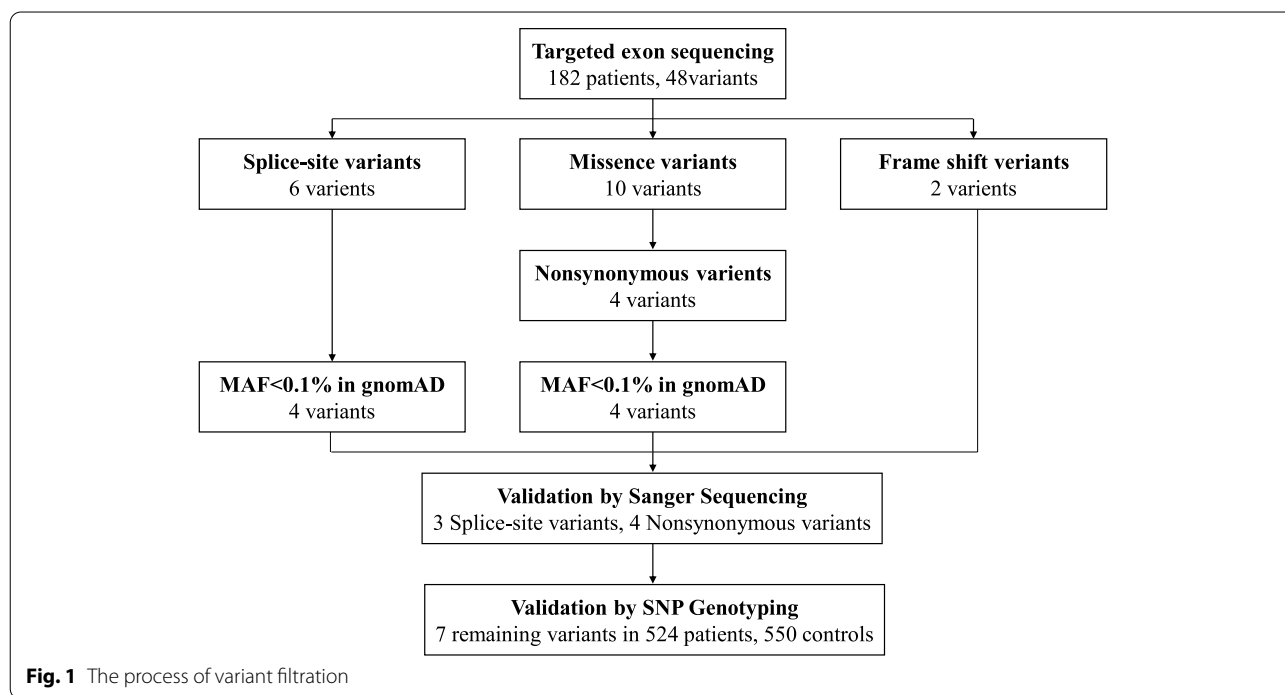 Targeted exon sequencing
182 patients, 48variants
Splice-site variants
6 varients
Missence variants
10 variants
Frame shift veriants
2 varients
Nonsynonymous varients
4 variants
MAF<0.1% in gnomAD
4 variants
MAF<0.1% in gnomAD
4 variants
Validation by Sanger Sequencing
3 Splice-site variants, 4 Nonsynonymous variants
Validation by SNP Genotyping
7 remaining variants in 524 patients, 550 controls
Fig. 1 The process of variant filtration